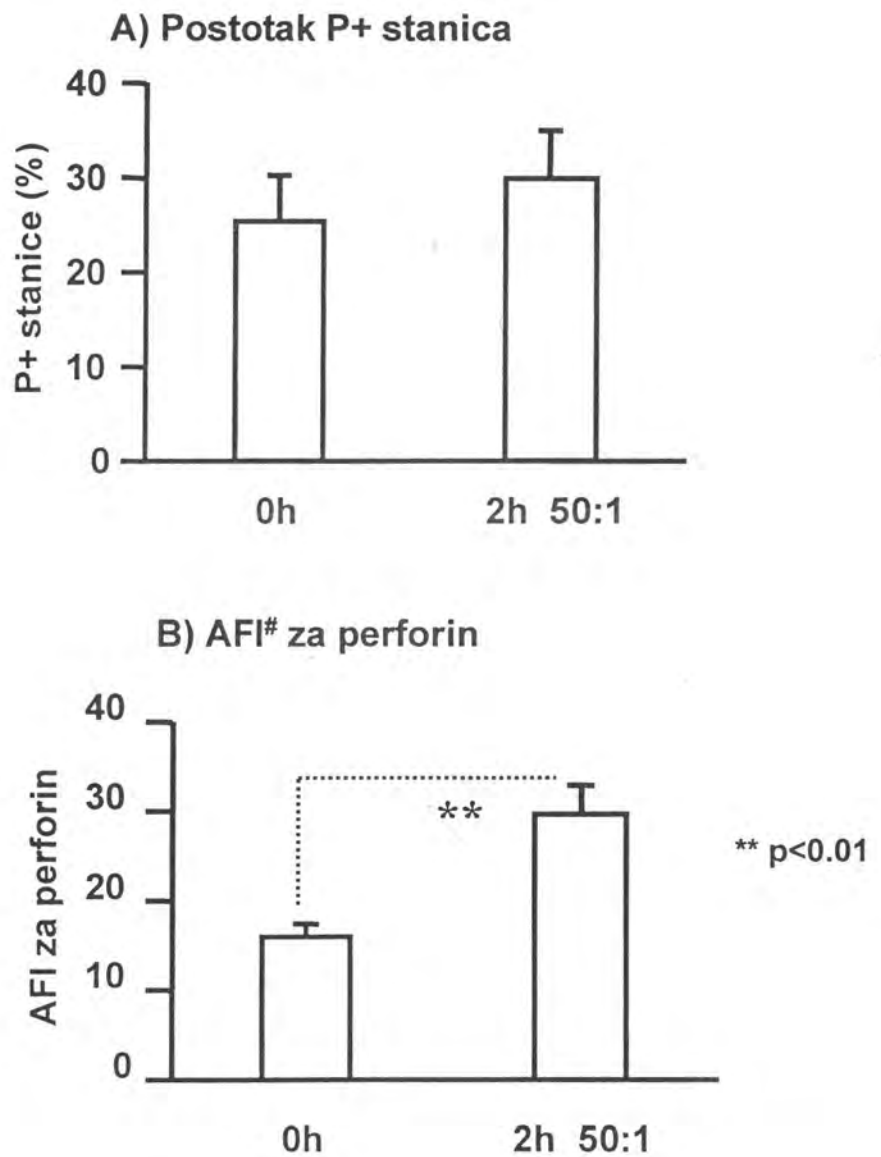 A) Postotak P+ stanica
P+ stanice (%)
40
30
20
10
0
0h
2h 50:1
B) AFI# za perforin
AFI za perforin
40
30
20
10
0
**
** p<0.01
0h
2h 50:1